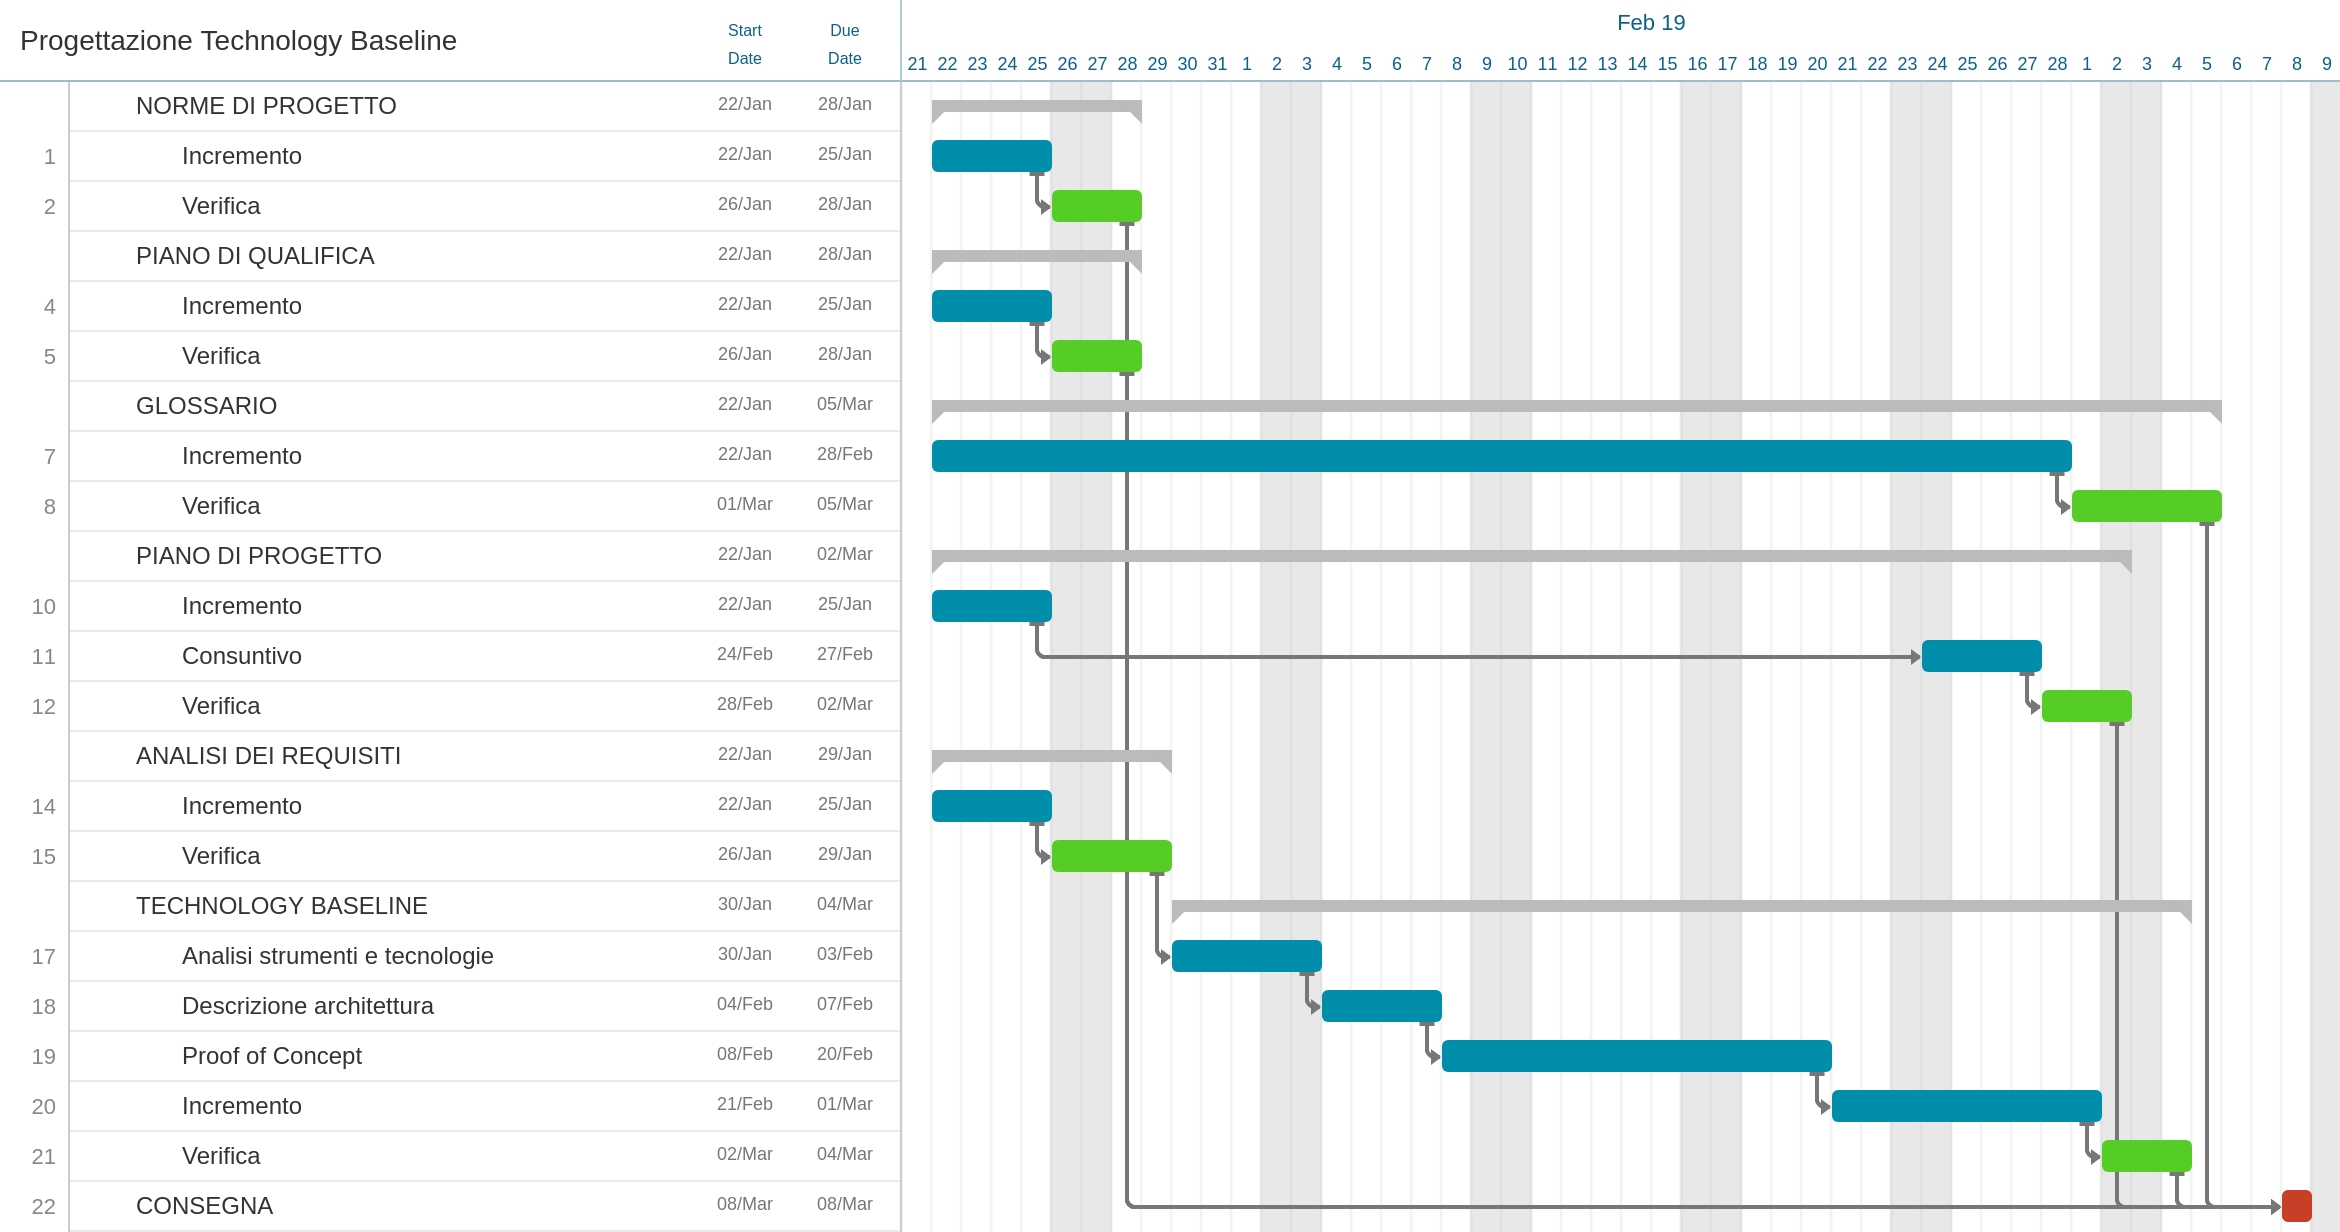 Progettazione Technology Baseline
Start Date
Due Date
Feb 19
21 22 23 24 25 26 27 28 29 30 31 1 2 3 4 5 6 7 8 9 10 11 12 13 14 15 16 17 18 19 20 21 22 23 24 25 26 27 28 1 2 3 4 5 6 7 8 9
NORME DI PROGETTO 22/Jan 28/Jan
1 Incremento 22/Jan 25/Jan
2 Verifica 26/Jan 28/Jan
PIANO DI QUALIFICA 22/Jan 28/Jan
4 Incremento 22/Jan 25/Jan
5 Verifica 26/Jan 28/Jan
GLOSSARIO 22/Jan 05/Mar
7 Incremento 22/Jan 28/Feb
8 Verifica 01/Mar 05/Mar
PIANO DI PROGETTO 22/Jan 02/Mar
10 Incremento 22/Jan 25/Jan
11 Consuntivo 24/Feb 27/Feb
12 Verifica 28/Feb 02/Mar
ANALISI DEI REQUISITI 22/Jan 29/Jan
14 Incremento 22/Jan 25/Jan
15 Verifica 26/Jan 29/Jan
TECHNOLOGY BASELINE 30/Jan 04/Mar
17 Analisi strumenti e tecnologie 30/Jan 03/Feb
18 Descrizione architettura 04/Feb 07/Feb
19 Proof of Concept 08/Feb 20/Feb
20 Incremento 21/Feb 01/Mar
21 Verifica 02/Mar 04/Mar
22 CONSEGNA 08/Mar 08/Mar